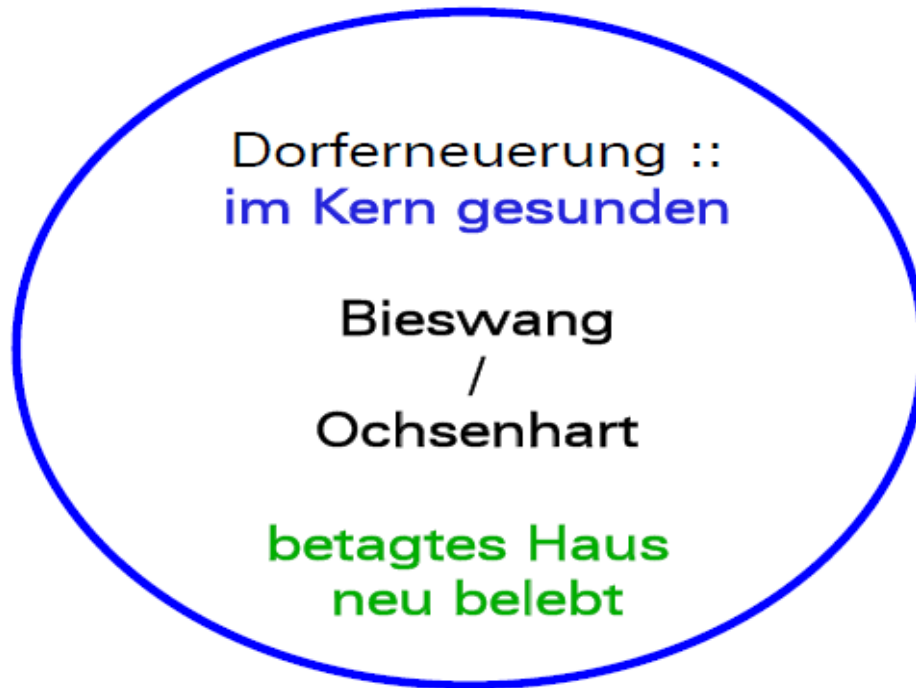 Dorferneuerung ::
im Kern gesunden
Bieswang
/
Ochsenhart
betagtes Haus
neu belebt